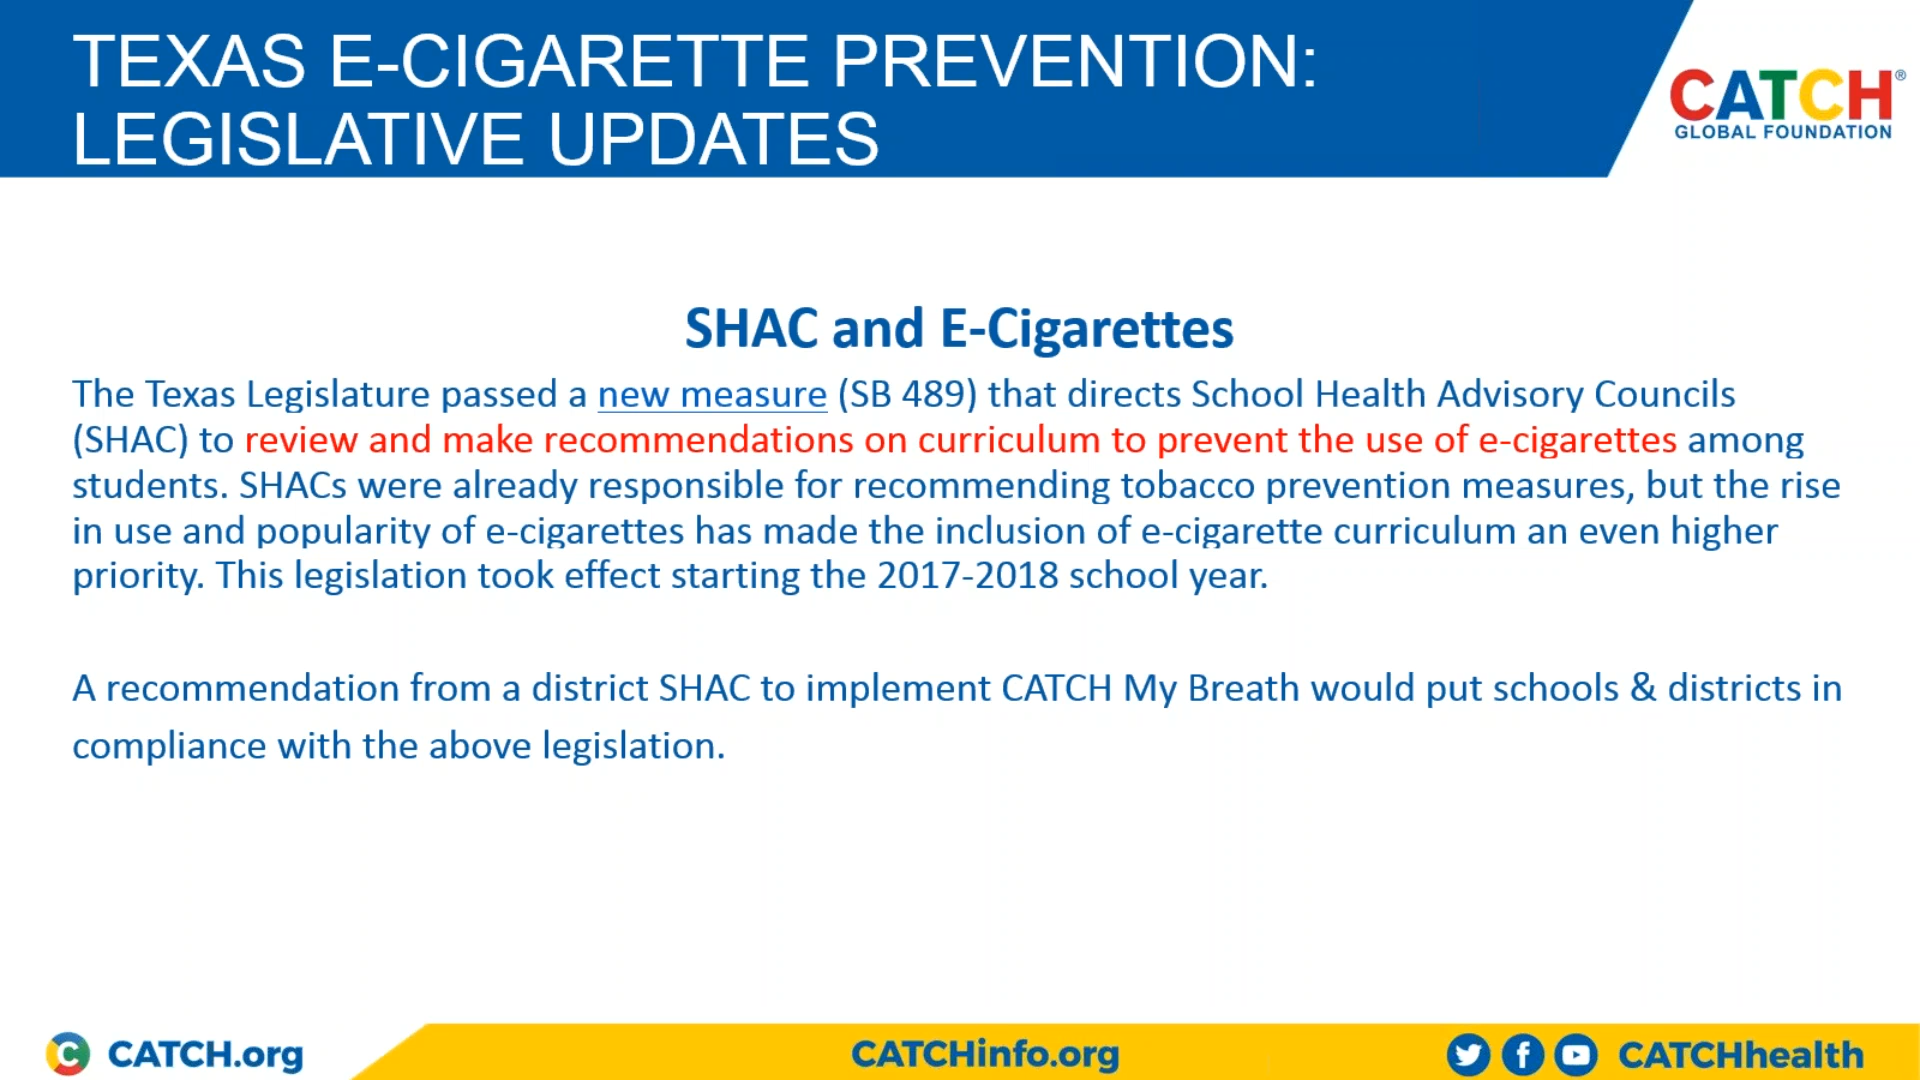 TEXAS E-CIGARETTE PREVENTION:
LEGISLATIVE UPDATES
CATCH®
GLOBAL FOUNDATION
SHAC and E-Cigarettes
The Texas Legislature passed a new measure (SB 489) that directs School Health Advisory Councils
(SHAC) to review and make recommendations on curriculum to prevent the use of e-cigarettes among
students. SHACs were already responsible for recommending tobacco prevention measures, but the rise
in use and popularity of e-cigarettes has made the inclusion of e-cigarette curriculum an even higher
priority. This legislation took effect starting the 2017-2018 school year.
A recommendation from a district SHAC to implement CATCH My Breath would put schools & districts in
compliance with the above legislation.
CATCH.org
CATCHinfo.org
CATCHhealth